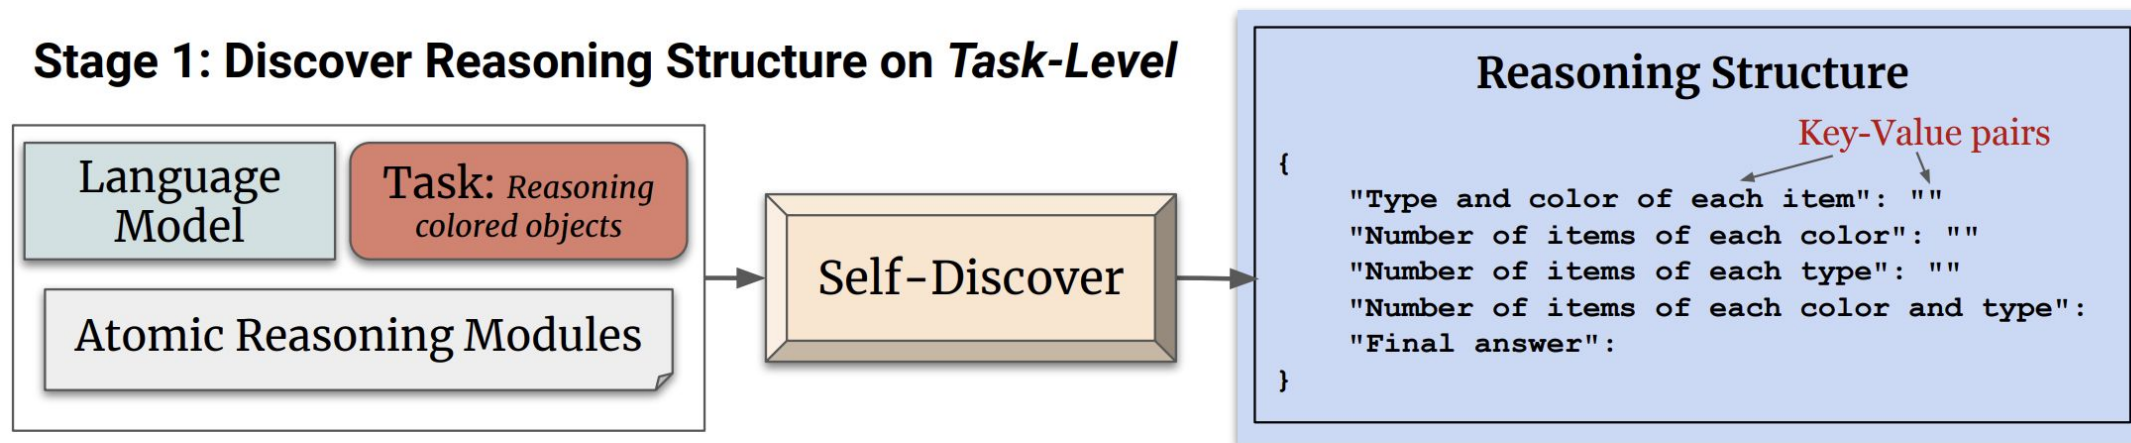 Stage 1: Discover Reasoning Structure on Task-Level
Language
Model
Task: Reasoning
colored objects
Atomic Reasoning Modules
Self-Discover
Reasoning Structure
Key-Value pairs
{
"Type and color of each item": ""
"Number of items of each color": ""
"Number of items of each type": ""
"Number of items of each color and type":
"Final answer":
}